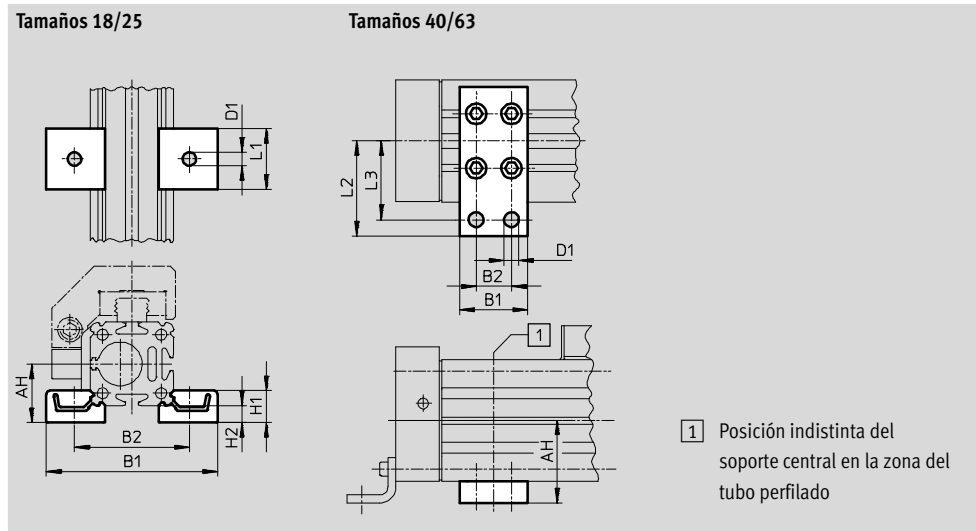 Tamaños 18/25
Tamaños 40/63
D1
L1
L2
L3
D1
B2
B1
1
AH
H1
H2
B2
B1
AH
1 Posición indistinta del
soporte central en la zona del
tubo perfilado